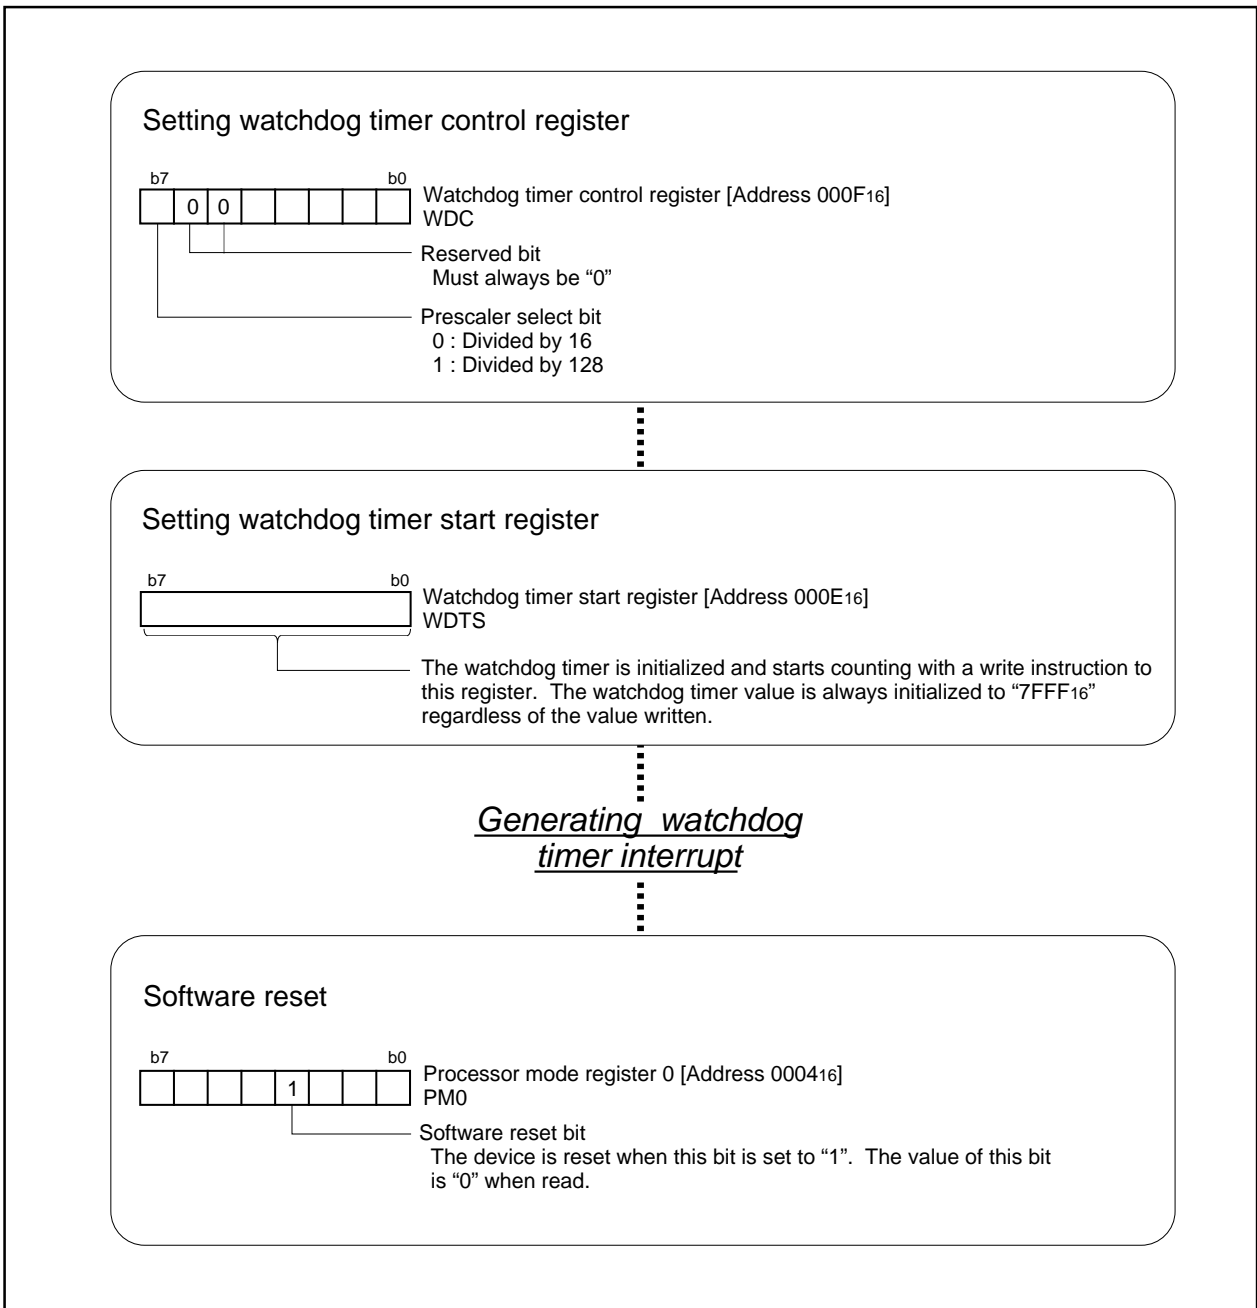 Setting watchdog timer control register
b7 b0
0 0
Watchdog timer control register [Address 000F16]
WDC
Reserved bit
Must always be “0”
Prescaler select bit
0 : Divided by 16
1 : Divided by 128
Setting watchdog timer start register
b7 b0
Watchdog timer start register [Address 000E16]
WDTS
The watchdog timer is initialized and starts counting with a write instruction to
this register. The watchdog timer value is always initialized to “7FFF16”
regardless of the value written.
Generating watchdog
timer interrupt
Software reset
b7 b0
1
Processor mode register 0 [Address 000416]
PM0
Software reset bit
The device is reset when this bit is set to “1”. The value of this bit
is “0” when read.